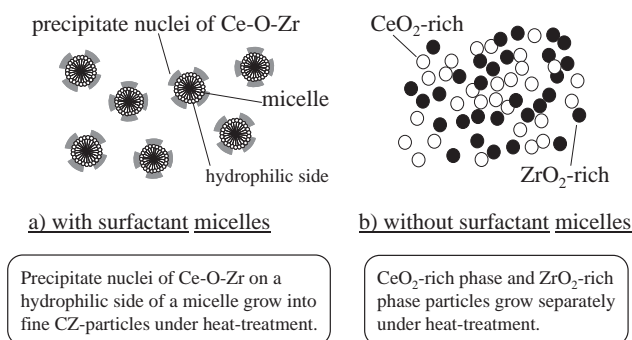 precipitate nuclei of Ce-O-Zr
micelle
hydrophilic side
a) with surfactant micelles
Precipitate nuclei of Ce-O-Zr on a
hydrophilic side of a micelle grow into
fine CZ-particles under heat-treatment.
CeO₂-rich
ZrO₂-rich
b) without surfactant micelles
CeO₂-rich phase and ZrO₂-rich
phase particles grow separately
under heat-treatment.